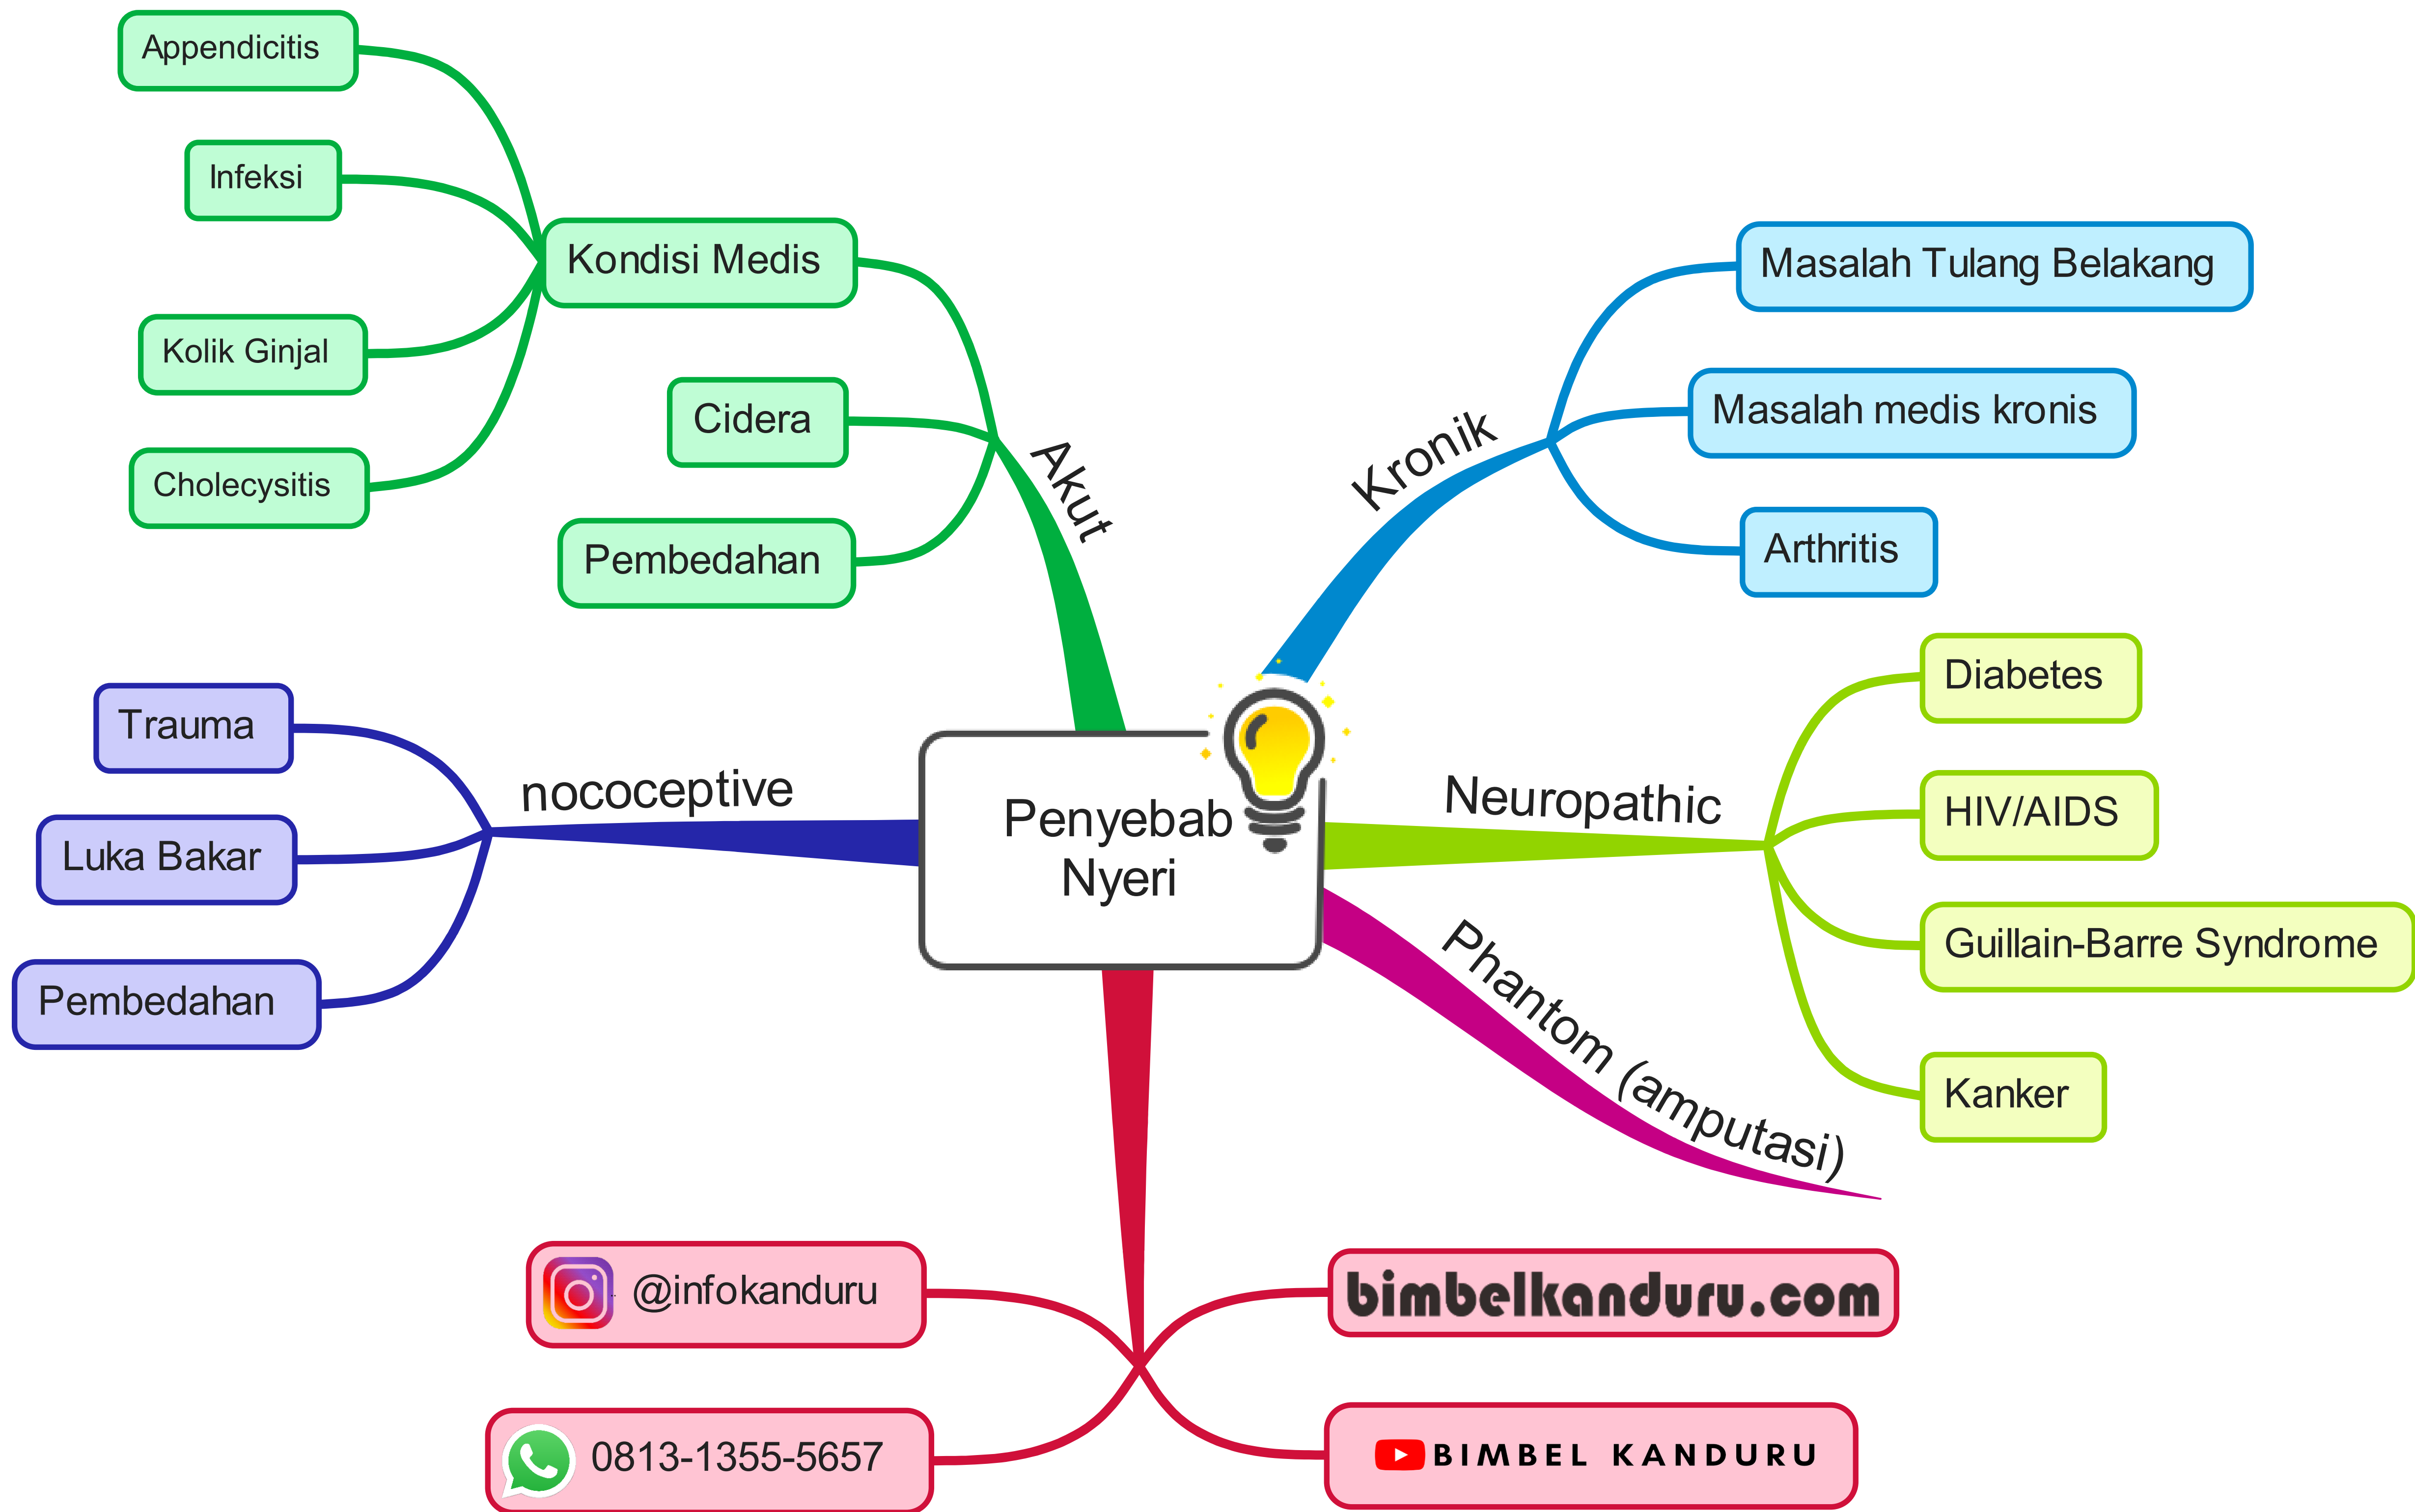 Penyebab
Nyeri
Akut
Kondisi Medis
Appendicitis
Infeksi
Kolik Ginjal
Cholecysitis
Cidera
Pembedahan
Kronik
Masalah Tulang Belakang
Masalah medis kronis
Arthritis
nococeptive
Trauma
Luka Bakar
Pembedahan
Neuropathic
Diabetes
HIV/AIDS
Guillain-Barre Syndrome
Kanker
Phantom (amputasi)
@infokanduru
0813-1355-5657
bimbelkanduru.com
BIMBEL KANDURU